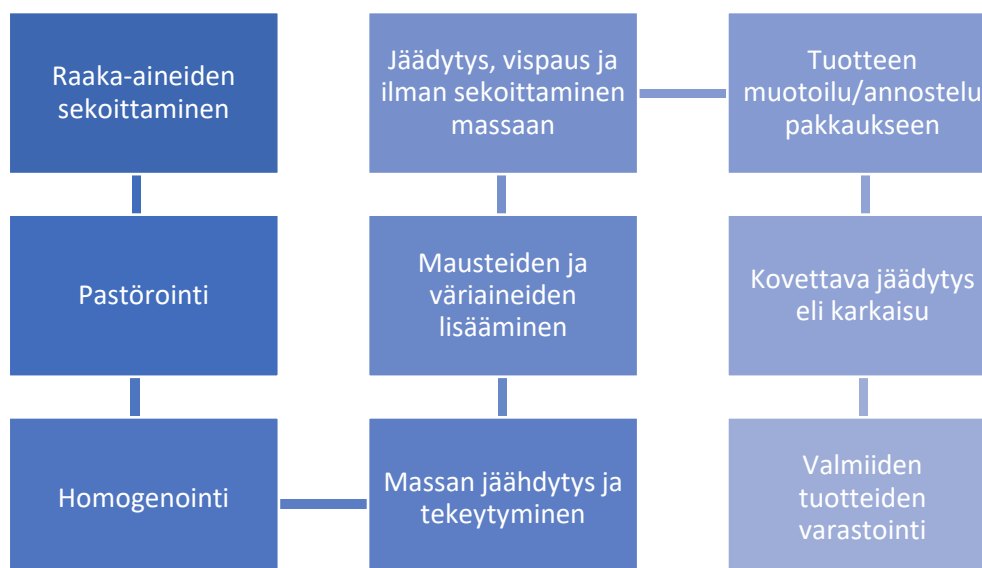 Raaka-aineiden
sekoittaminen
Pastörointi
Homogenointi
Massan jäähdytys ja
tekeytyminen
Mausteiden ja
väriaineiden
lisääminen
Jäädytys, vispaus ja
ilman sekoittaminen
massaan
Tuotteen
muotoilu/annostelu
pakkaukseen
Kovettava jäädytys
eli karkaisu
Valmiiden
tuotteiden
varastointi